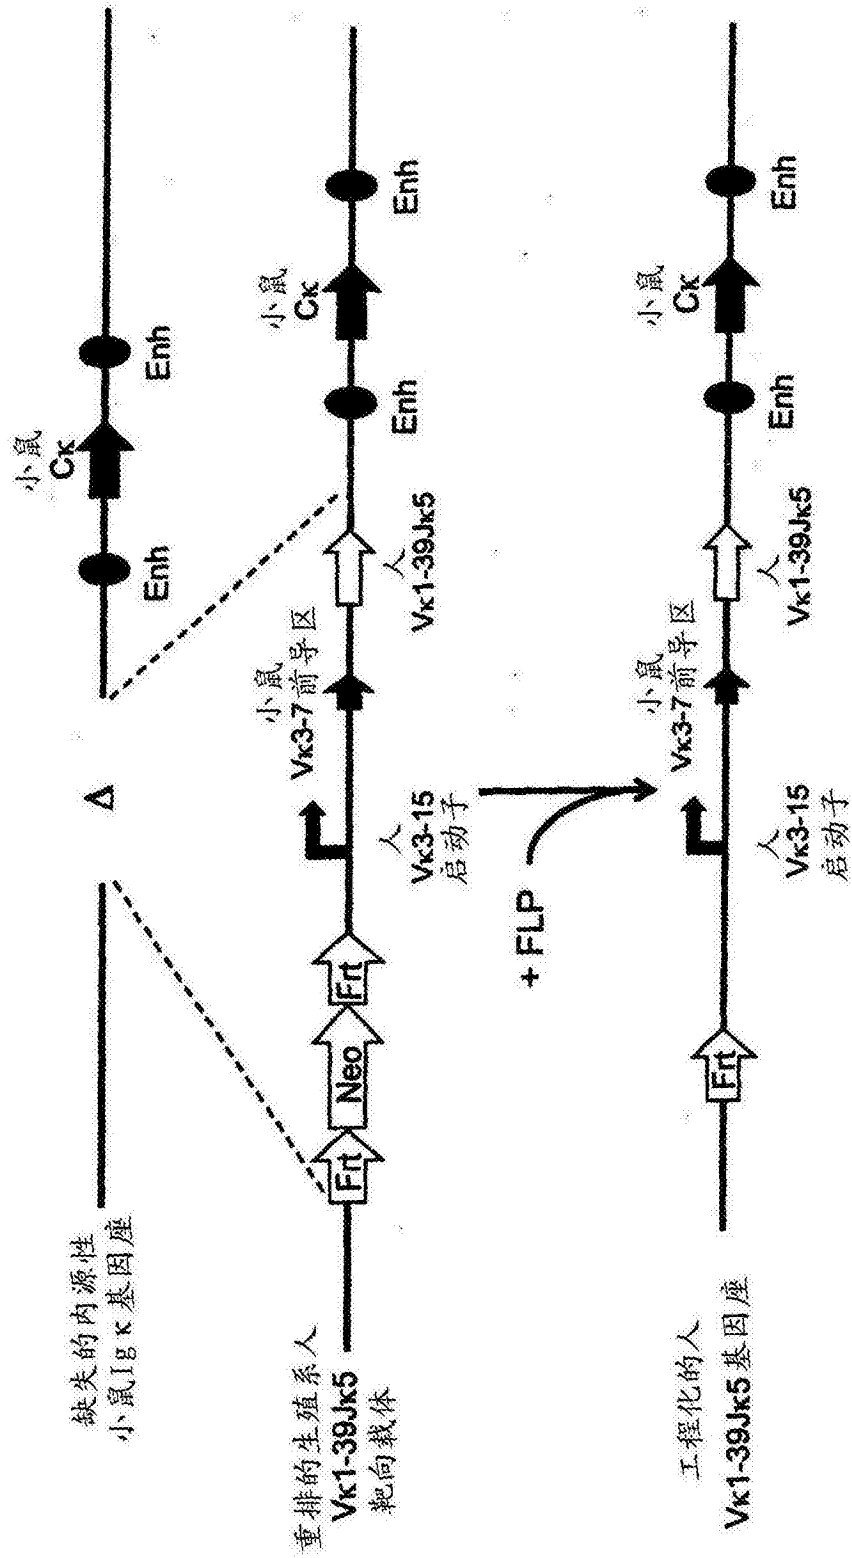 缺失的内源性
小鼠Igκ基因座
Δ
Enh
小鼠
Cκ
Enh
重排的生殖系人
Vκ1-39Jκ5
靶向载体
Frt
Neo
Frt
人
Vκ3-15
启动子
小鼠
Vκ3-7前导区
人
Vκ1-39Jκ5
Enh
小鼠
Cκ
Enh
+ FLP
工程化的人
Vκ1-39Jκ5基因座
Frt
人
Vκ3-15
启动子
小鼠
Vκ3-7前导区
人
Vκ1-39Jκ5
Enh
小鼠
Cκ
Enh